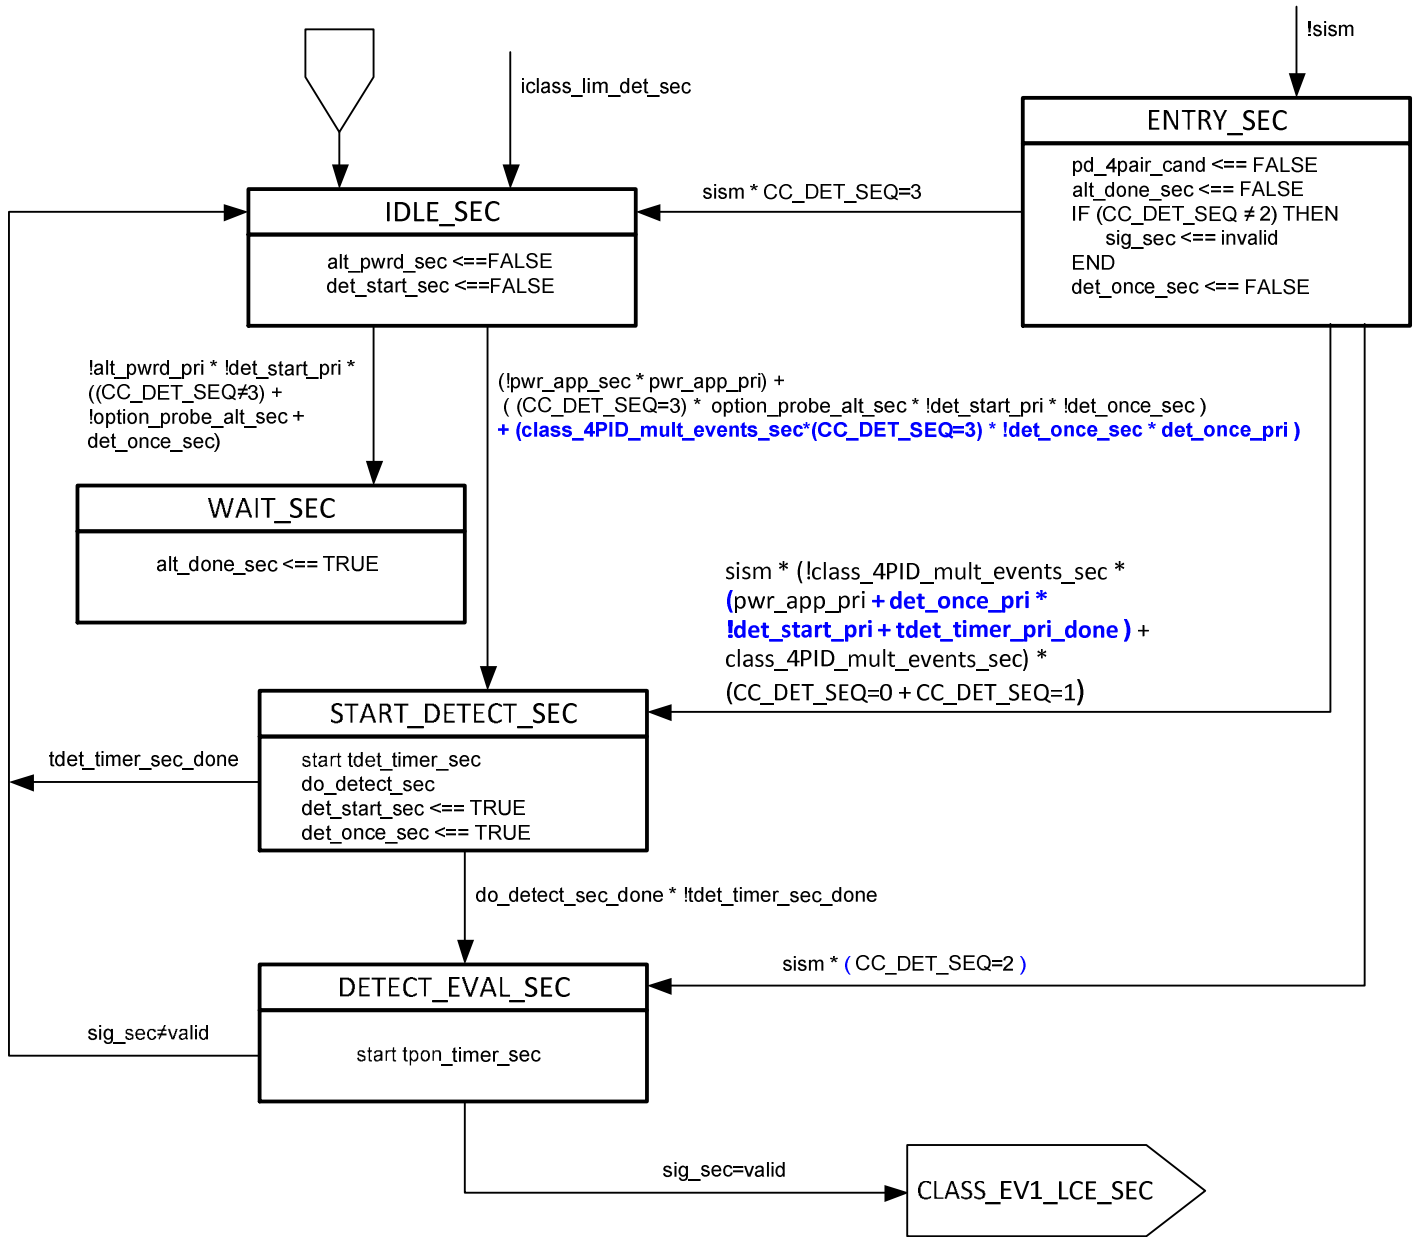 !sism
iclass_lim_det_sec
ENTRY_SEC
pd_4pair_cand <== FALSE
alt_done_sec <== FALSE
IF (CC_DET_SEQ ≠ 2) THEN
sig_sec <== invalid
END
det_once_sec <== FALSE
sism * CC_DET_SEQ=3
IDLE_SEC
alt_pwrd_sec <==FALSE
det_start_sec <==FALSE
!alt_pwrd_pri * !det_start_pri *
((CC_DET_SEQ≠3) +
!option_probe_alt_sec +
det_once_sec)
(!pwr_app_sec * pwr_app_pri) +
( (CC_DET_SEQ=3) * option_probe_alt_sec * !det_start_pri * !det_once_sec )
+ (class_4PID_mult_events_sec*(CC_DET_SEQ=3) * !det_once_sec * det_once_pri )
WAIT_SEC
alt_done_sec <== TRUE
sism * (!class_4PID_mult_events_sec *
(pwr_app_pri + det_once_pri *
!det_start_pri + tdet_timer_pri_done ) +
class_4PID_mult_events_sec) *
(CC_DET_SEQ=0 + CC_DET_SEQ=1)
START_DETECT_SEC
start tdet_timer_sec
do_detect_sec
det_start_sec <== TRUE
det_once_sec <== TRUE
tdet_timer_sec_done
do_detect_sec_done * !tdet_timer_sec_done
sism * ( CC_DET_SEQ=2 )
DETECT_EVAL_SEC
start tpon_timer_sec
sig_sec≠valid
sig_sec=valid
CLASS_EV1_LCE_SEC